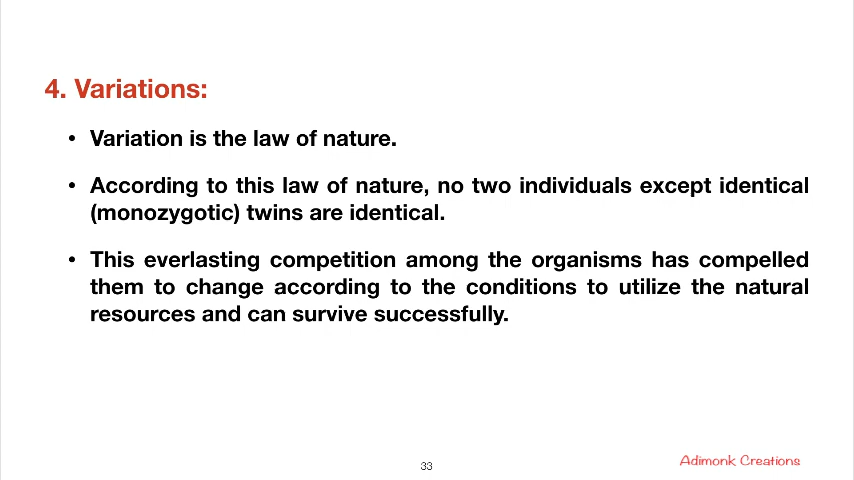 4. Variations:
• Variation is the law of nature.
• According to this law of nature, no two individuals except identical
(monozygotic) twins are identical.
• This everlasting competition among the organisms has compelled
them to change according to the conditions to utilize the natural
resources and can survive successfully.
33
Adimonk Creations